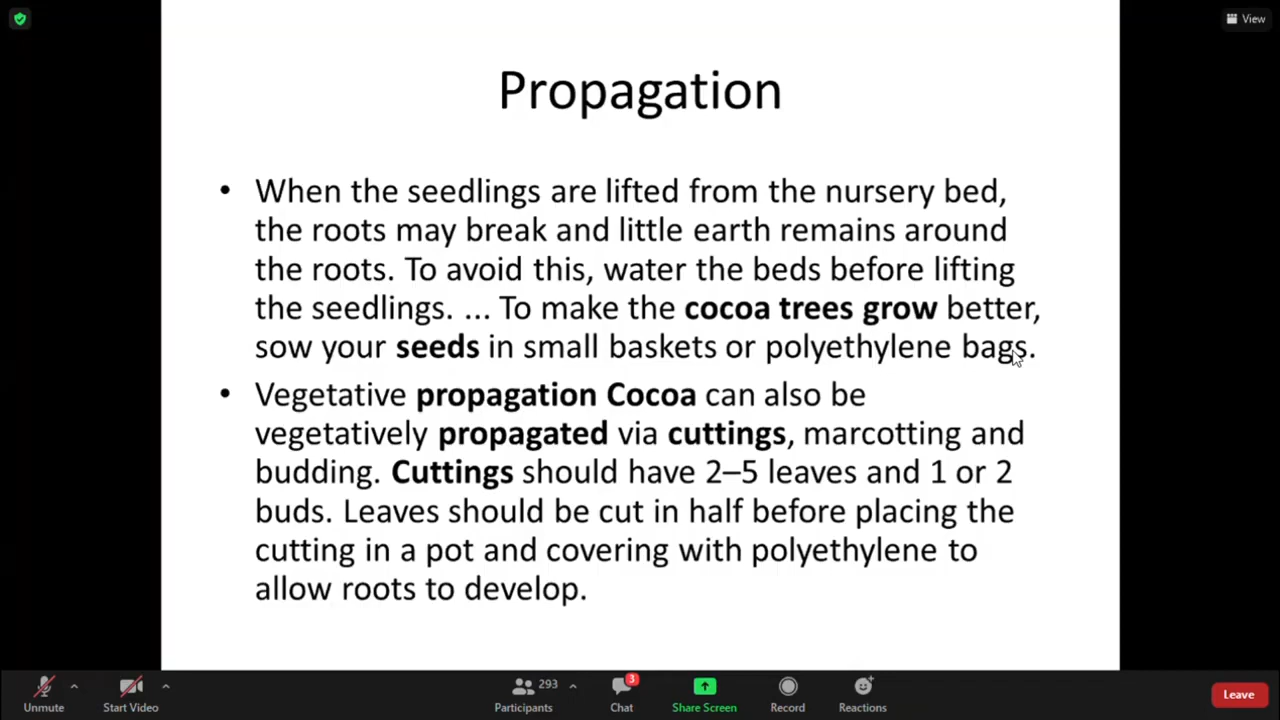 View
Propagation
• When the seedlings are lifted from the nursery bed,
the roots may break and little earth remains around
the roots. To avoid this, water the beds before lifting
the seedlings. ... To make the cocoa trees grow better,
sow your seeds in small baskets or polyethylene bags.
• Vegetative propagation Cocoa can also be
vegetatively propagated via cuttings, marcotting and
budding. Cuttings should have 2–5 leaves and 1 or 2
buds. Leaves should be cut in half before placing the
cutting in a pot and covering with polyethylene to
allow roots to develop.
293 3
Unmute Start Video Participants Chat Share Screen Record Reactions Leave